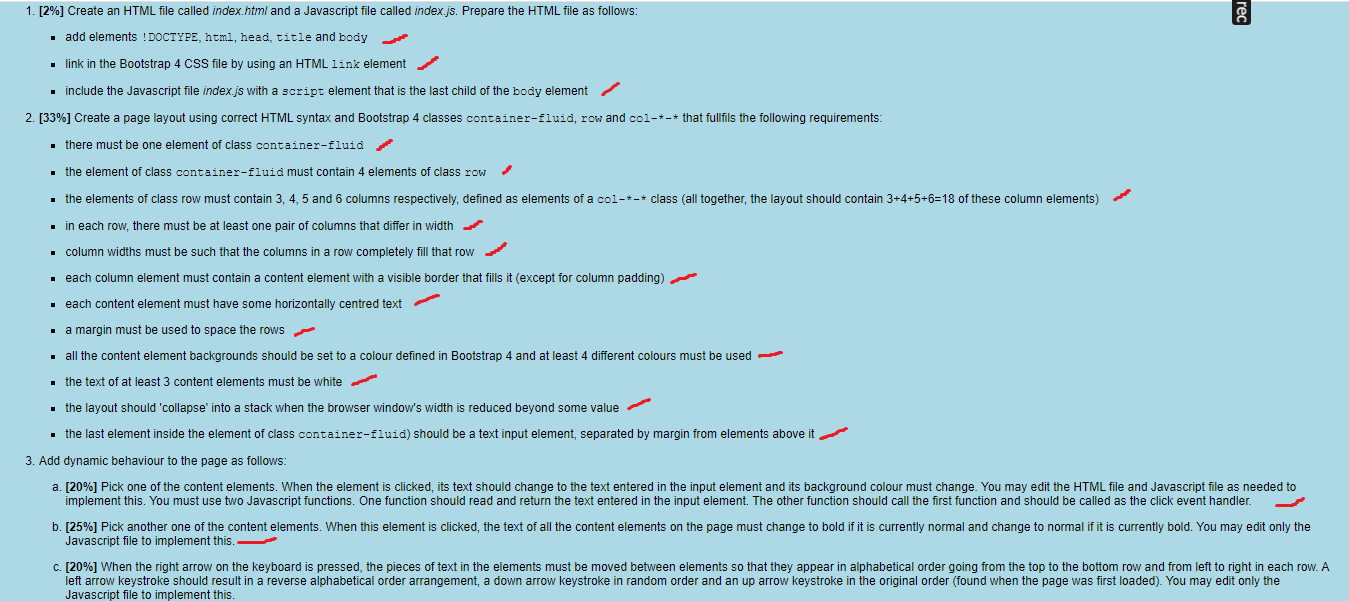 rec
1. [2%] Create an HTML file called index.html and a Javascript file called index.js. Prepare the HTML file as follows:
▪ add elements !DOCTYPE, html, head, title and body
▪ link in the Bootstrap 4 CSS file by using an HTML link element
▪ include the Javascript file index.js with a script element that is the last child of the body element
2. [33%] Create a page layout using correct HTML syntax and Bootstrap 4 classes container-fluid, row and col-*-* that fullfils the following requirements:
▪ there must be one element of class container-fluid
▪ the element of class container-fluid must contain 4 elements of class row
▪ the elements of class row must contain 3, 4, 5 and 6 columns respectively, defined as elements of a col-*-* class (all together, the layout should contain 3+4+5+6=18 of these column elements)
▪ in each row, there must be at least one pair of columns that differ in width
▪ column widths must be such that the columns in a row completely fill that row
▪ each column element must contain a content element with a visible border that fills it (except for column padding)
▪ each content element must have some horizontally centred text
▪ a margin must be used to space the rows
▪ all the content element backgrounds should be set to a colour defined in Bootstrap 4 and at least 4 different colours must be used
▪ the text of at least 3 content elements must be white
▪ the layout should 'collapse' into a stack when the browser window's width is reduced beyond some value
▪ the last element inside the element of class container-fluid) should be a text input element, separated by margin from elements above it
3. Add dynamic behaviour to the page as follows:
a. [20%] Pick one of the content elements. When the element is clicked, its text should change to the text entered in the input element and its background colour must change. You may edit the HTML file and Javascript file as needed to
implement this. You must use two Javascript functions. One function should read and return the text entered in the input element. The other function should call the first function and should be called as the click event handler.
b. [25%] Pick another one of the content elements. When this element is clicked, the text of all the content elements on the page must change to bold if it is currently normal and change to normal if it is currently bold. You may edit only the
Javascript file to implement this.
c. [20%] When the right arrow on the keyboard is pressed, the pieces of text in the elements must be moved between elements so that they appear in alphabetical order going from the top to the bottom row and from left to right in each row. A
left arrow keystroke should result in a reverse alphabetical order arrangement, a down arrow keystroke in random order and an up arrow keystroke in the original order (found when the page was first loaded). You may edit only the
Javascript file to implement this.